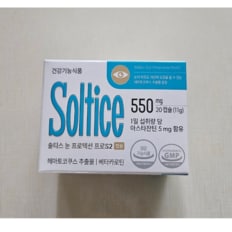 건강기능식품
Soltice
550 mg
20 캡슐 (11g)
1일 섭취량 당
아스타잔틴 5 mg 함유
솔티스 눈 프로텍션 프로52
헤마토코쿠스 추출물 | 베타카로틴
GMP